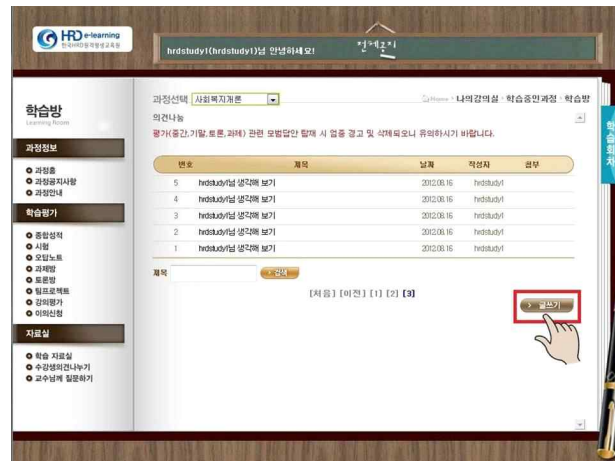 HRD e-learning
한국HRD원격평생교육원
hrdstudy1(hrdstudy1)님 안녕하세요!
전체공지
학습방
Learning Room
과정정보
과정홈
과정공지사항
과정안내
학습평가
종합성적
시험
오답노트
과제방
토론방
팀프로젝트
강의평가
이의신청
자료실
학습 자료실
수강생의견나누기
교수님께 질문하기
과정선택 사회복지개론
Home · 나의강의실 · 학습중인과정 · 학습방
의견나눔
평가(중간,기말,토론,과제) 관련 모범답안 탑재 시 엄중 경고 및 삭제되오니 유의하시기 바랍니다.
번호 제목 날짜 작성자 첨부
5 hrdstudy1님 생각해 보기 2012.08.16 hrdstudy1
4 hrdstudy1님 생각해 보기 2012.08.16 hrdstudy1
3 hrdstudy1님 생각해 보기 2012.08.16 hrdstudy1
2 hrdstudy1님 생각해 보기 2012.08.16 hrdstudy1
1 hrdstudy1님 생각해 보기 2012.08.16 hrdstudy1
제목 검색
[처음] [이전] [1] [2] [3]
글쓰기
학습회차